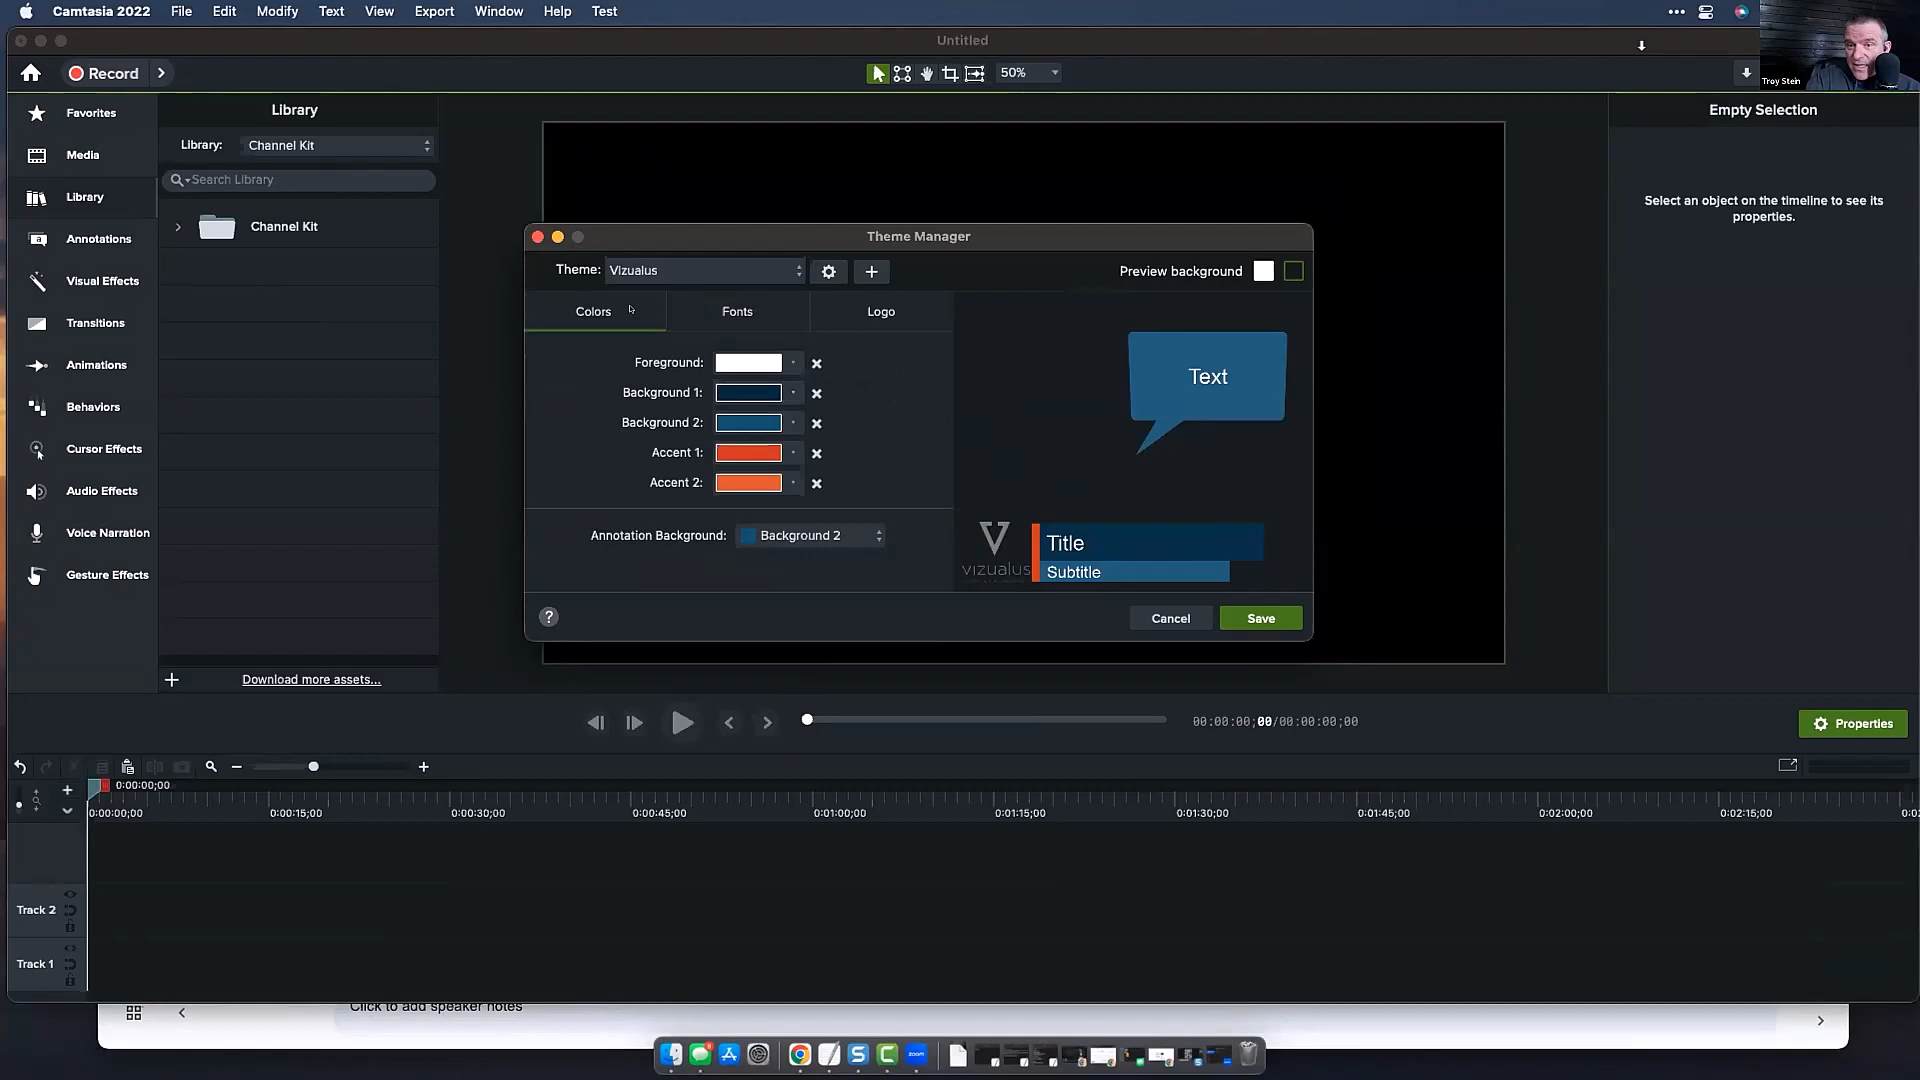 Camtasia 2022 File Edit Modify Text View Export Window Help Test
Untitled
Troy Stein
Record
50%
Favorites
Media
Library
Annotations
Visual Effects
Transitions
Animations
Behaviors
Cursor Effects
Audio Effects
Voice Narration
Gesture Effects
Library
Library: Channel Kit
Search Library
Channel Kit
Download more assets...
Empty Selection
Select an object on the timeline to see its
properties.
Theme Manager
Theme: Vizualus
Preview background
Colors Fonts Logo
Foreground:
Background 1:
Background 2:
Accent 1:
Accent 2:
Annotation Background: Background 2
Text
V
vizualus
Title
Subtitle
? Cancel Save
00:00:00;00/00:00:00;00
Properties
0:00:00;00
0:00:00;00 0:00:15;00 0:00:30;00 0:00:45;00 0:01:00;00 0:01:15;00 0:01:30;00 0:01:45;00 0:02:00;00 0:02:15;00
Track 2
Track 1
Click to add speaker notes